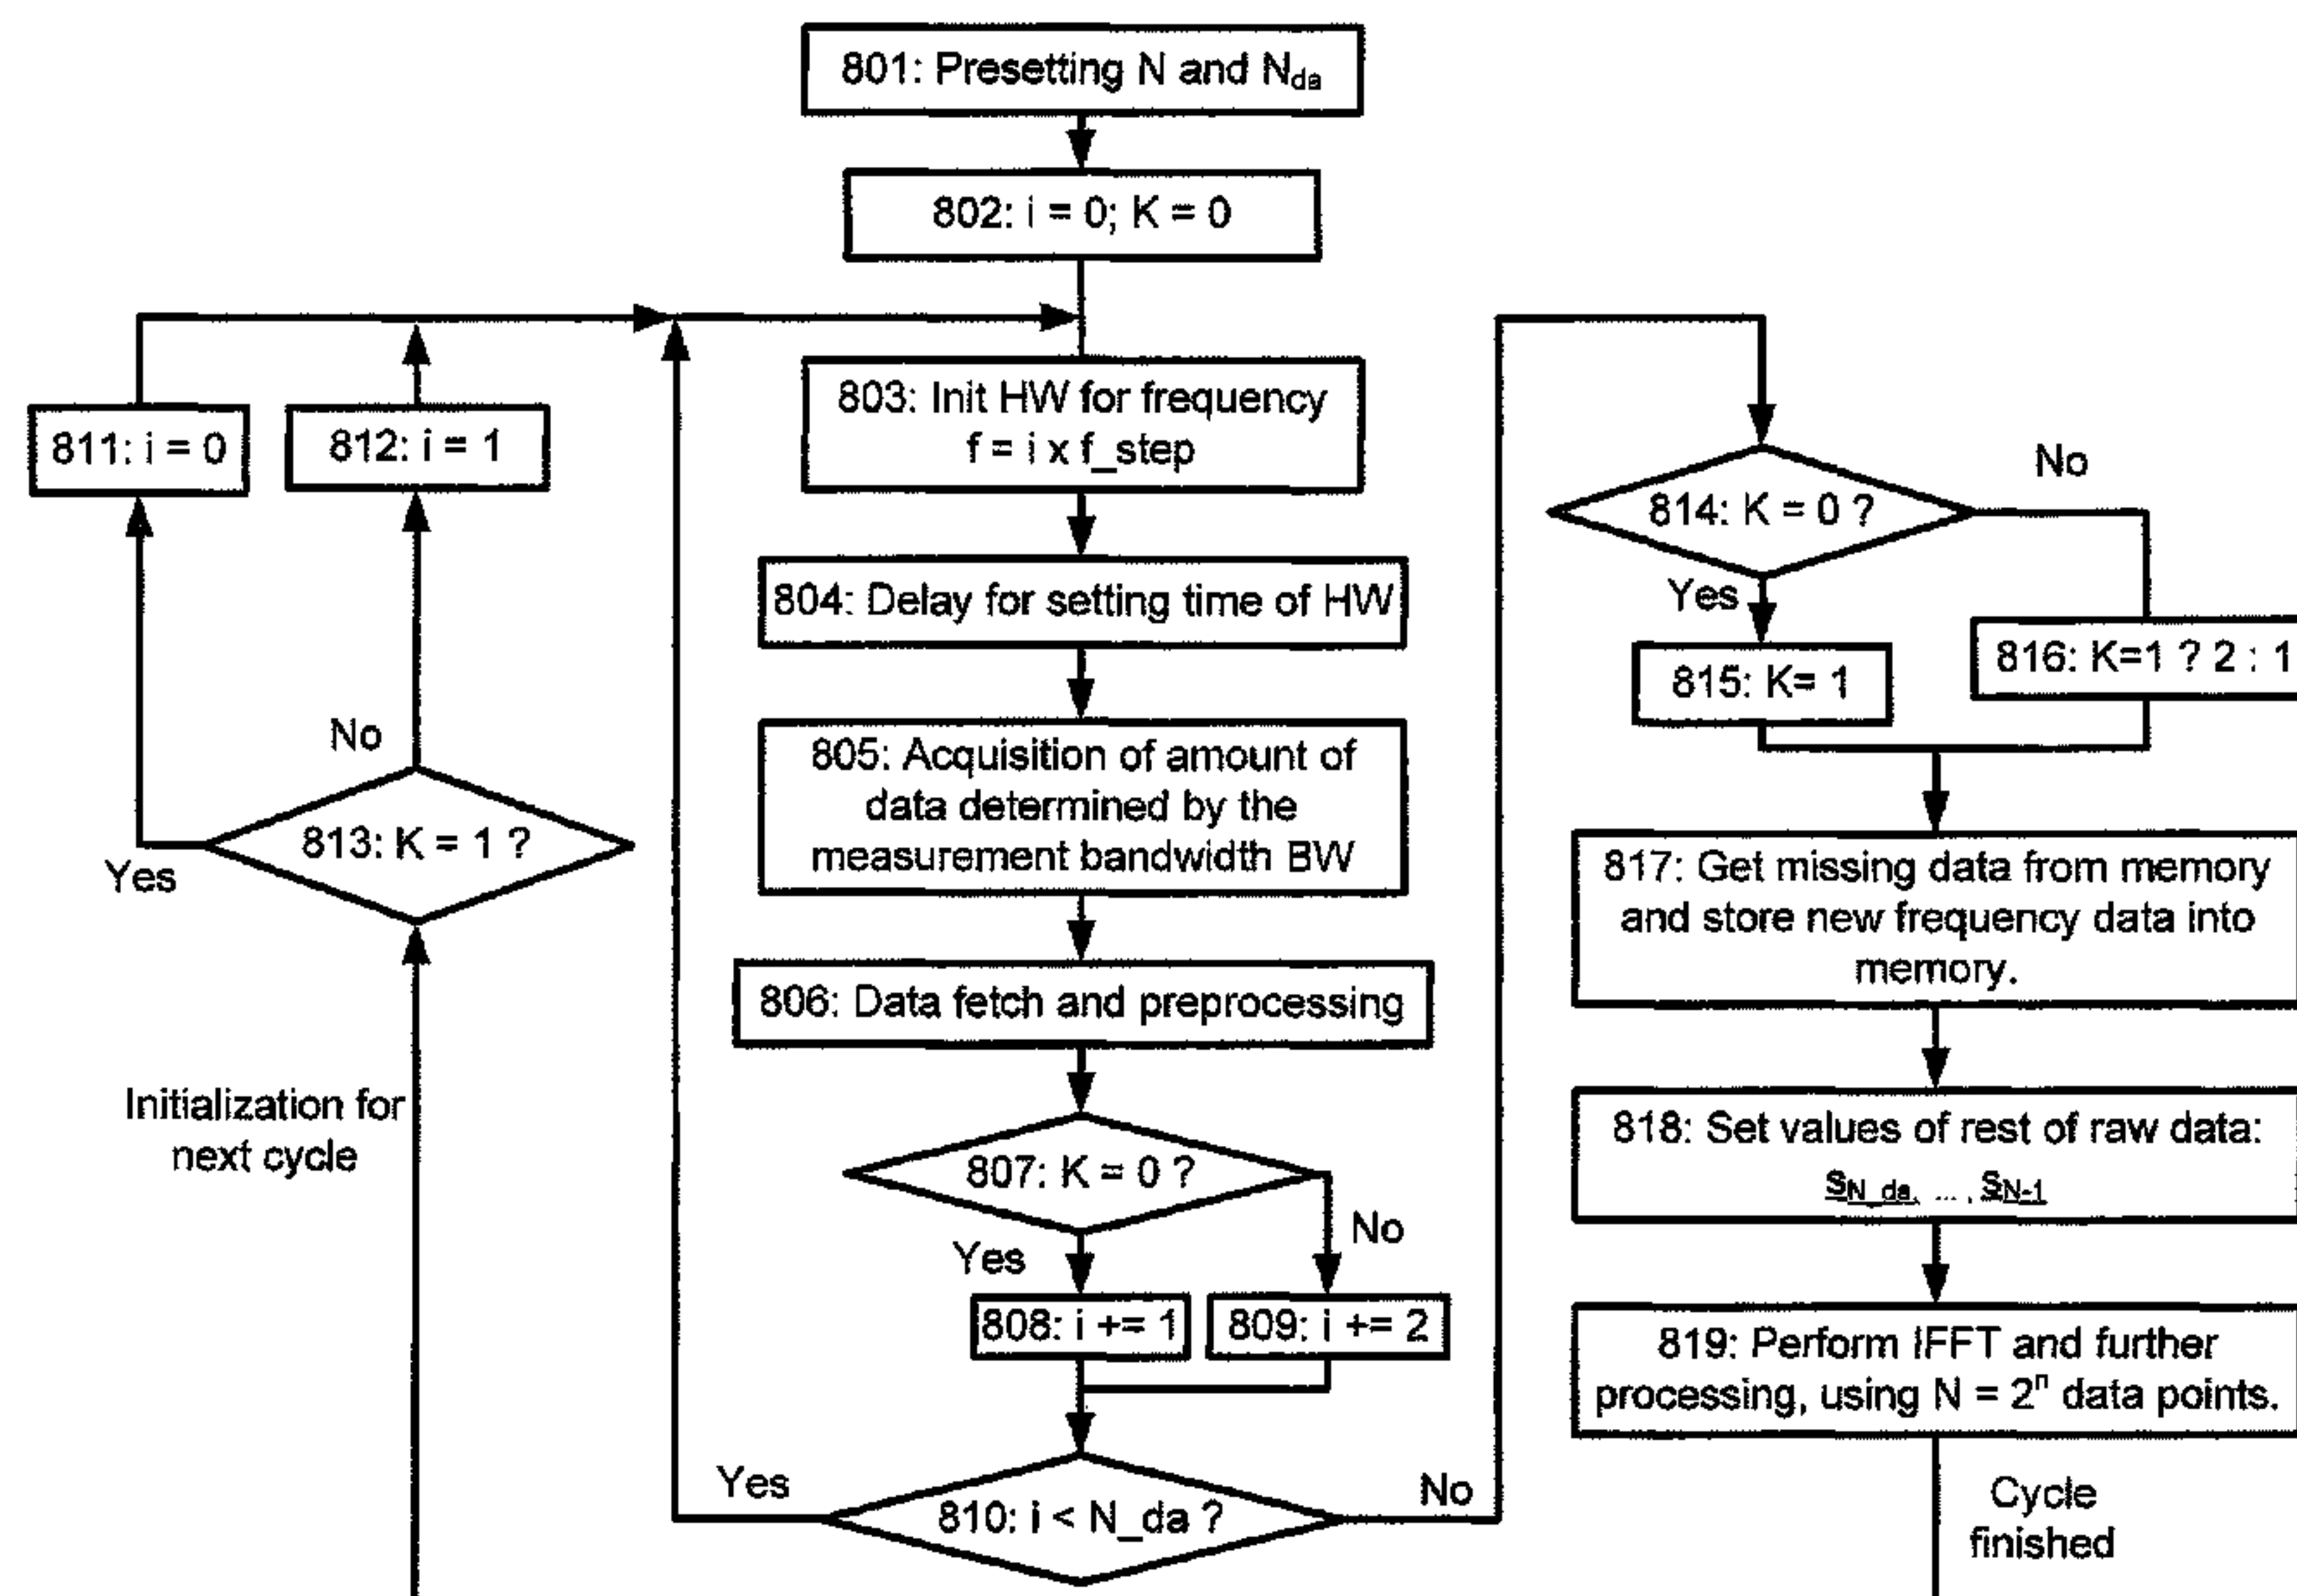 801: Presetting N and N_da
802: i = 0; K = 0
803: Init HW for frequency
f = i x f_step
811: i = 0
812: i = 1
804: Delay for setting time of HW
805: Acquisition of amount of
data determined by the
measurement bandwidth BW
806: Data fetch and preprocessing
813: K = 1 ?
Yes
No
Initialization for
next cycle
807: K = 0 ?
Yes
No
808: i += 1
809: i += 2
810: i < N_da ?
Yes
No
814: K = 0 ?
No
Yes
815: K= 1
816: K=1 ? 2 : 1
817: Get missing data from memory
and store new frequency data into
memory.
818: Set values of rest of raw data:
s_N_da, ... , s_N-1
819: Perform IFFT and further
processing, using N = 2ⁿ data points.
Cycle
finished